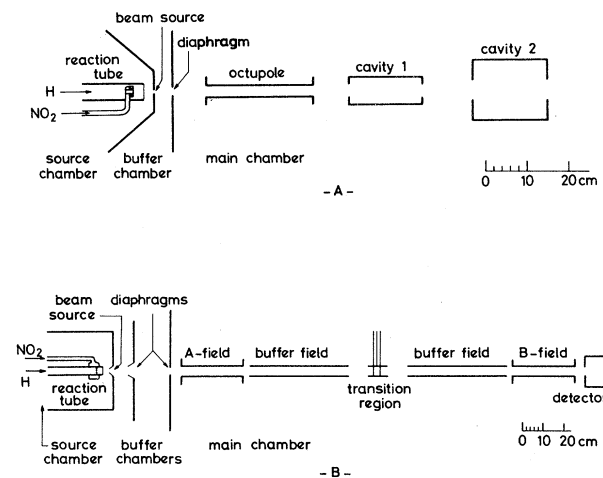 beam source
diaphragm
reaction
tube
octupole
cavity 1
cavity 2
H
NO2
source
chamber
buffer
chamber
main chamber
0 10 20 cm
- A -
beam
source
diaphragms
NO2
H
A-field
buffer field
buffer field
B-field
reaction
tube
transition
region
detector
source
chamber
buffer
chambers
main chamber
0 10 20 cm
- B -